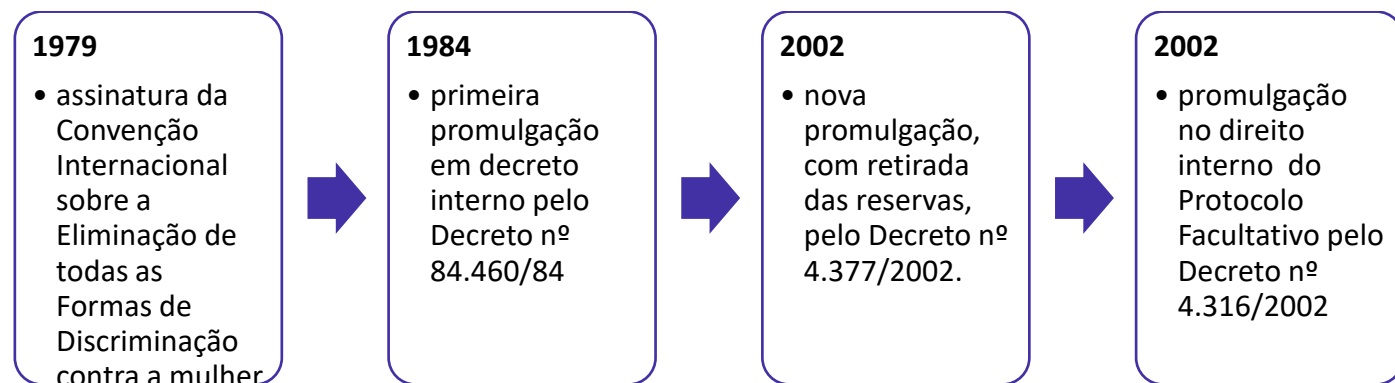 1979
• assinatura da
Convenção
Internacional
sobre a
Eliminação de
todas as
Formas de
Discriminação
contra a mulher
1984
• primeira
promulgação
em decreto
interno pelo
Decreto nº
84.460/84
2002
• nova
promulgação,
com retirada
das reservas,
pelo Decreto nº
4.377/2002.
2002
• promulgação
no direito
interno do
Protocolo
Facultativo pelo
Decreto nº
4.316/2002